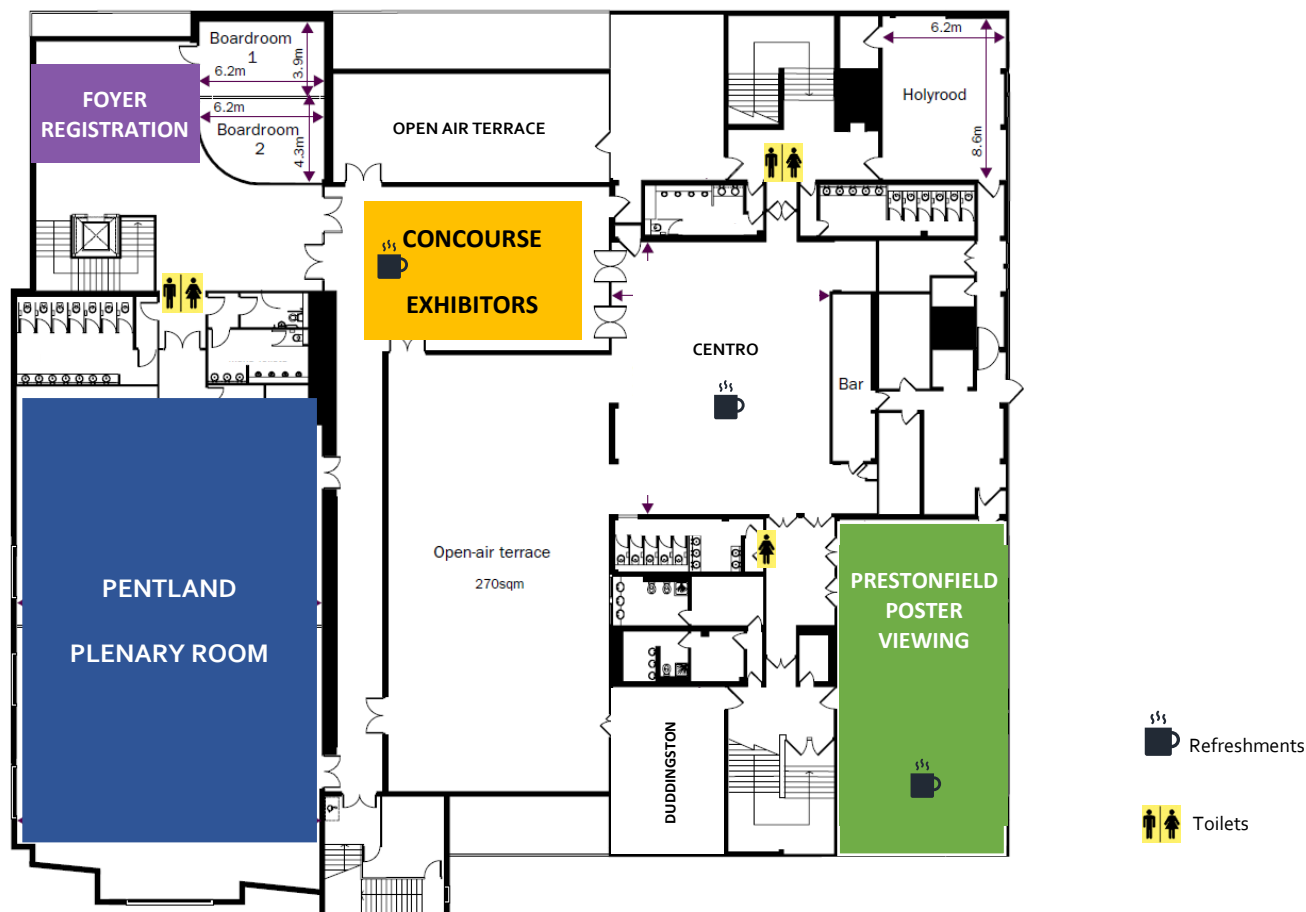 Boardroom
1
6.2m
3.9m
6.2m
Boardroom
2
4.3m
FOYER
REGISTRATION
OPEN AIR TERRACE
6.2m
Holyrood
8.6m
CONCOURSE
EXHIBITORS
CENTRO
Bar
Open-air terrace
270sqm
PENTLAND
PLENARY ROOM
PRESTONFIELD
POSTER
VIEWING
DUDDINGSTON
Refreshments
Toilets